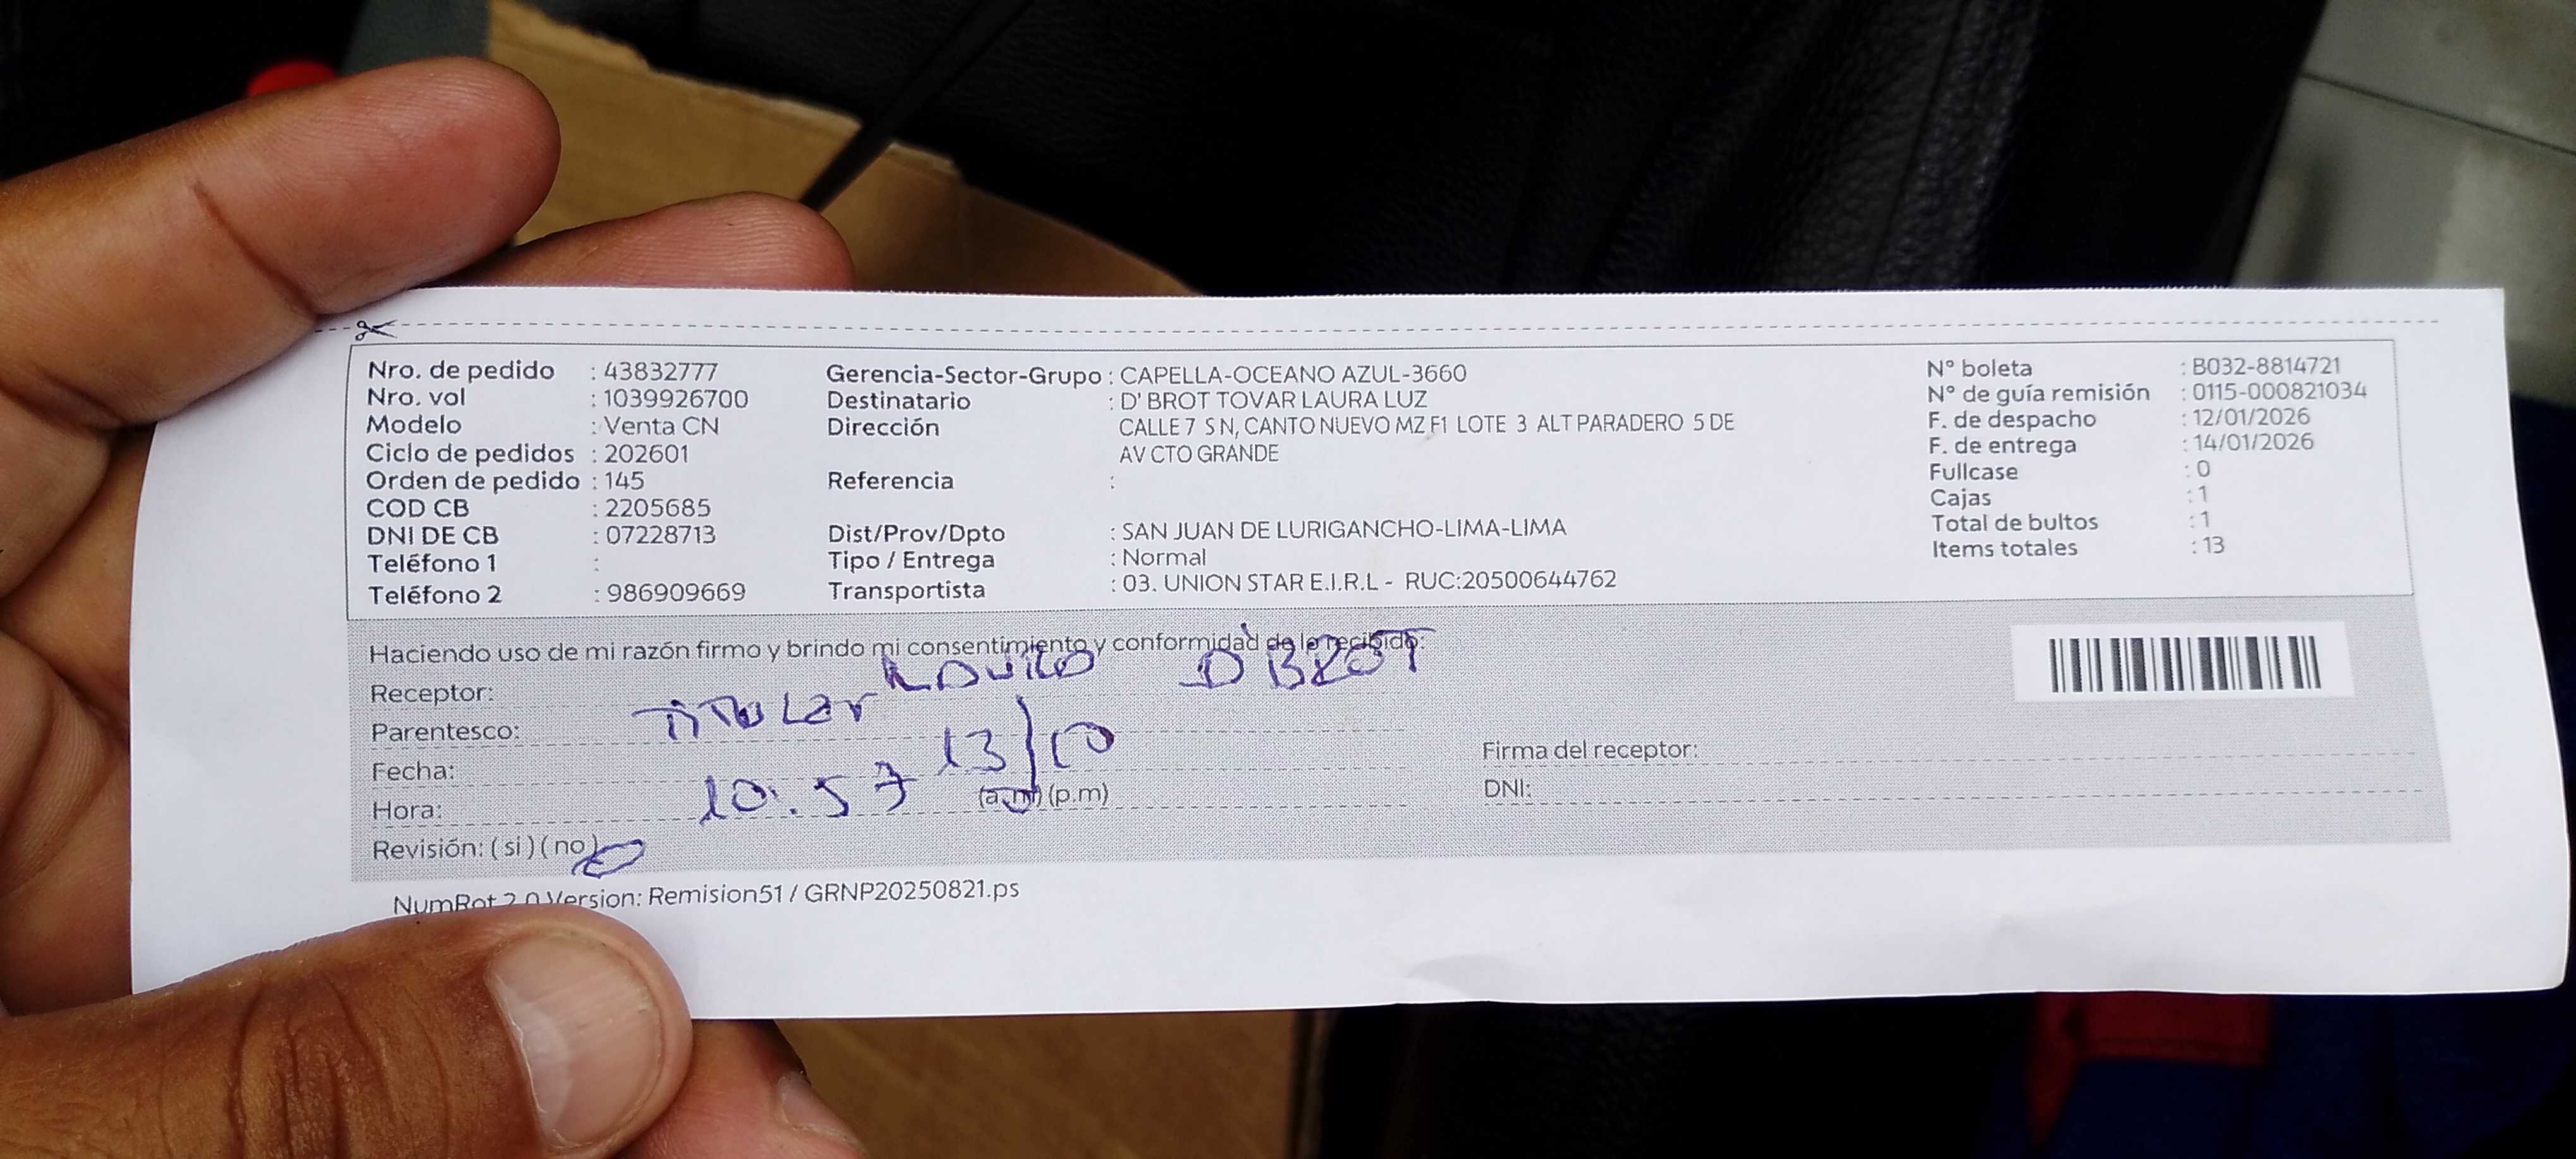 Nro. de pedido : 43832777
Nro. vol : 1039926700
Modelo : Venta CN
Ciclo de pedidos : 202601
Orden de pedido : 145
COD CB : 2205685
DNI DE CB : 07228713
Teléfono 1 :
Teléfono 2 : 986909669
Gerencia-Sector-Grupo : CAPELLA-OCEANO AZUL-3660
Destinatario : D' BROT TOVAR LAURA LUZ
Dirección CALLE 7 S N, CANTO NUEVO MZ F1 LOTE 3 ALT PARADERO 5 DE
AV CTO GRANDE
Referencia :
Dist/Prov/Dpto : SAN JUAN DE LURIGANCHO-LIMA-LIMA
Tipo / Entrega : Normal
Transportista : 03. UNION STAR E.I.R.L - RUC:20500644762
N° boleta : B032-8814721
N° de guía remisión : 0115-000821034
F. de despacho : 12/01/2026
F. de entrega : 14/01/2026
Fullcase : 0
Cajas : 1
Total de bultos : 1
Items totales : 13
Haciendo uso de mi razón firmo y brindo mi consentimiento y conformidad de lo recibido:
Receptor: D BROT
Parentesco: Titular
Fecha: 13/
Hora: 10:57 (a.m) (p.m)
Revisión: ( si ) ( no )
Firma del receptor:
DNI:
NumRot 2.0 Version: Remision51 / GRNP20250821.ps